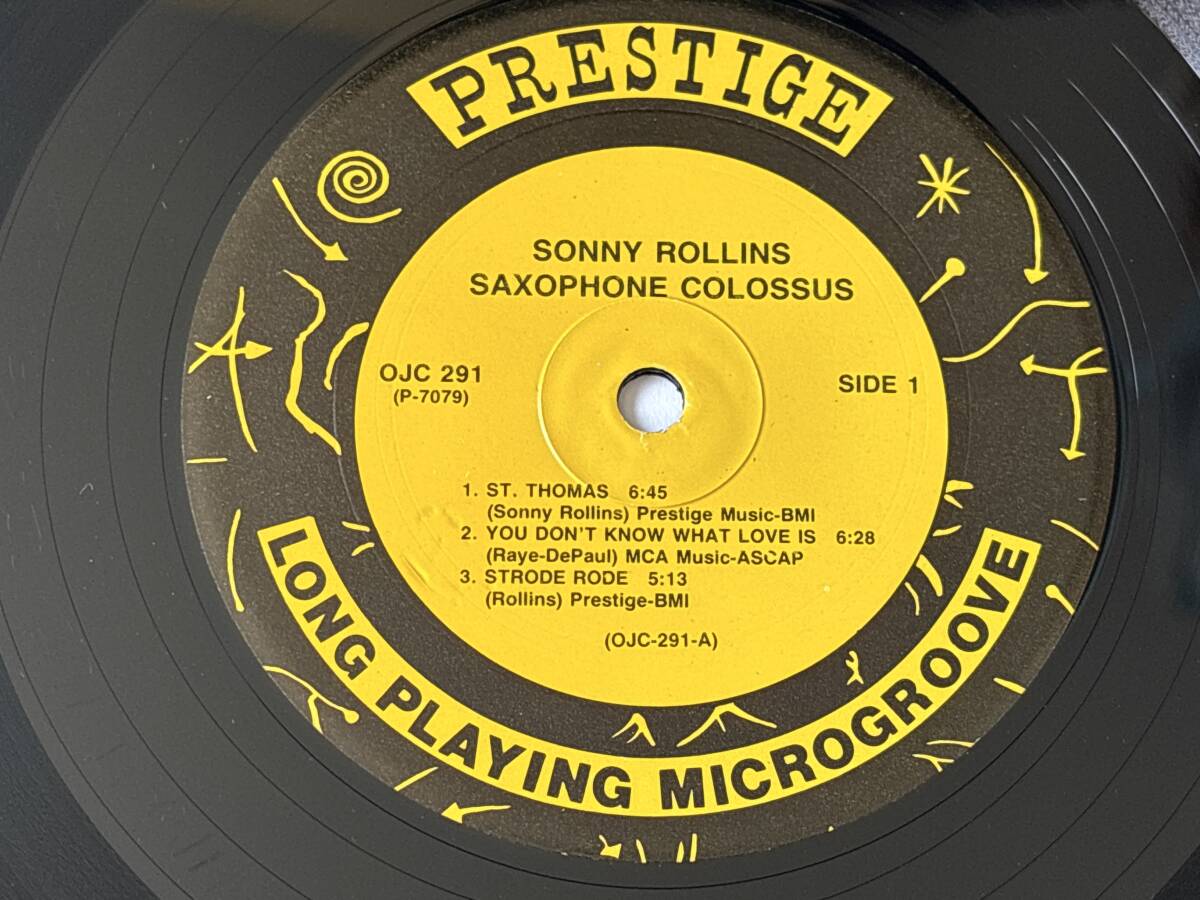 PRESTIGE
SONNY ROLLINS
SAXOPHONE COLOSSUS
OJC 291
(P-7079)
SIDE 1
1. ST. THOMAS 6:45
(Sonny Rollins) Prestige Music-BMI
2. YOU DON'T KNOW WHAT LOVE IS 6:28
(Raye-DePaul) MCA Music-ASCAP
3. STRODE RODE 5:13
(Rollins) Prestige-BMI
(OJC-291-A)
LONG PLAYING MICROGROOVE